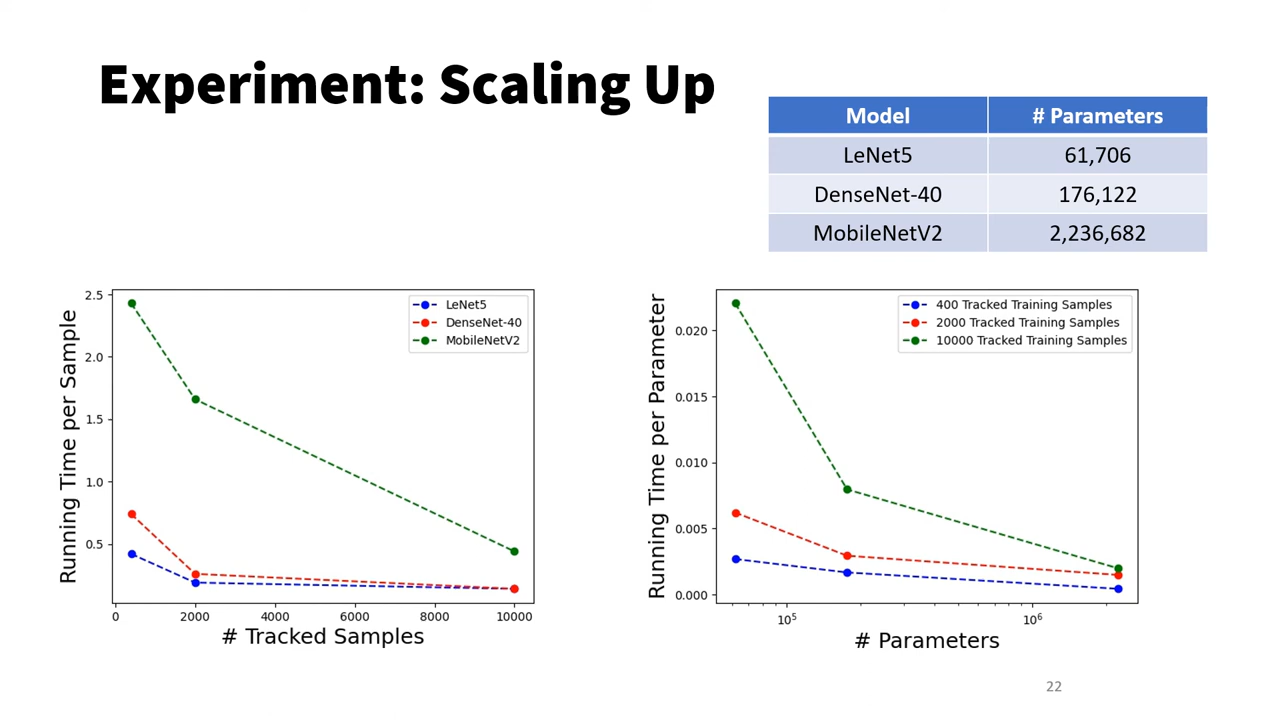 Experiment: Scaling Up
Model # Parameters
LeNet5 61,706
DenseNet-40 176,122
MobileNetV2 2,236,682
Running Time per Sample
2.5
2.0
1.5
1.0
0.5
LeNet5
DenseNet-40
MobileNetV2
0 2000 4000 6000 8000 10000
# Tracked Samples
Running Time per Parameter
0.020
0.015
0.010
0.005
0.000
400 Tracked Training Samples
2000 Tracked Training Samples
10000 Tracked Training Samples
10⁵ 10⁶
# Parameters
22